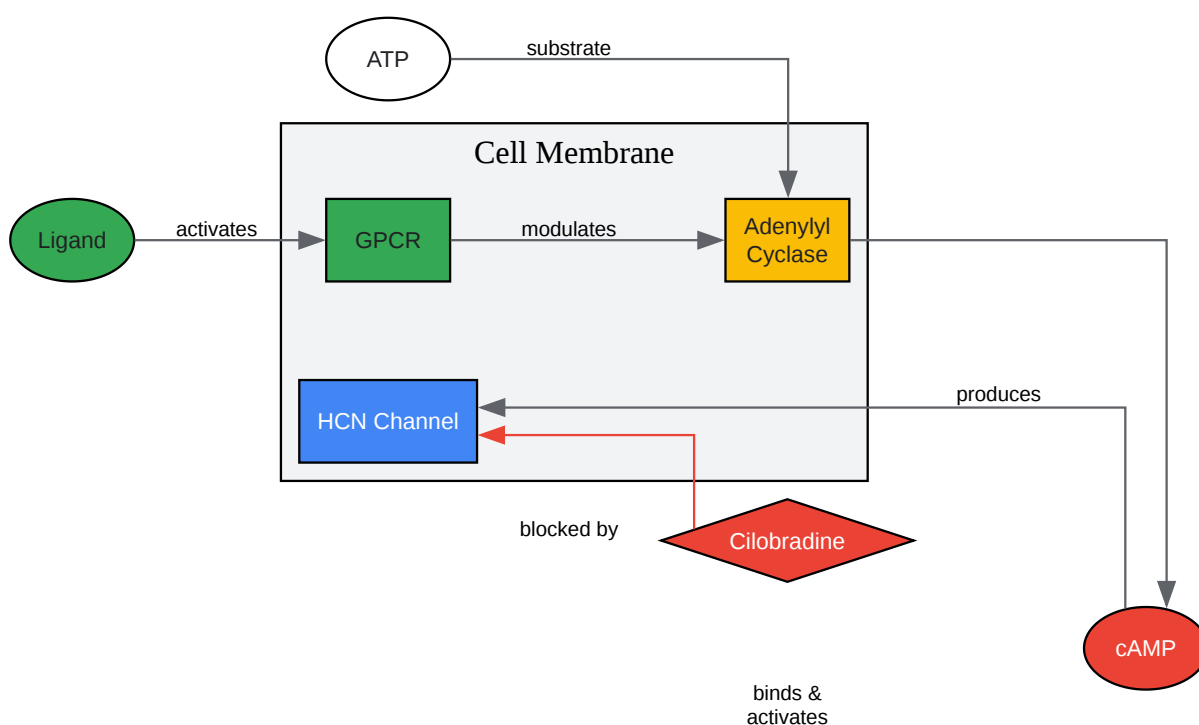 ATP
substrate
Cell Membrane
Ligand
activates
GPCR
modulates
Adenylyl
Cyclase
HCN Channel
produces
blocked by
Cilobradine
cAMP
binds &
activates